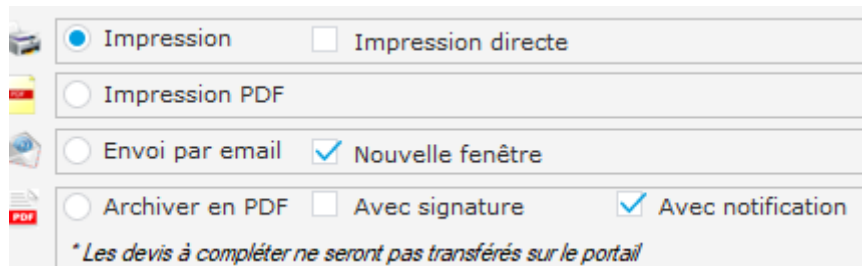 Impression Impression directe
Impression PDF
Envoi par email Nouvelle fenêtre
Archiver en PDF Avec signature Avec notification
* Les devis à compléter ne seront pas transférés sur le portail
PDF